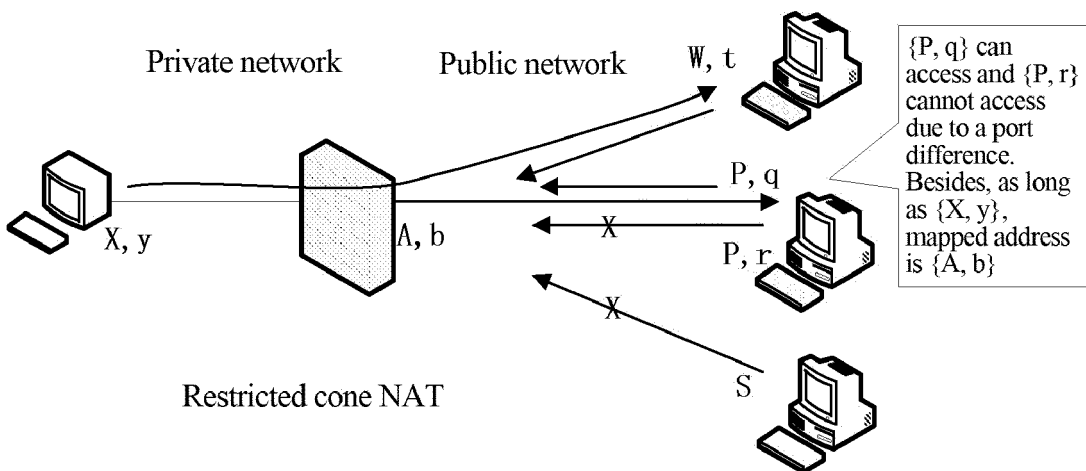 Private network
Public network
W, t
{P, q} can
access and {P, r}
cannot access
due to a port
difference.
Besides, as long
as {X, y},
mapped address
is {A, b}
P, q
X, y
A, b
X
P, r
X
S
Restricted cone NAT